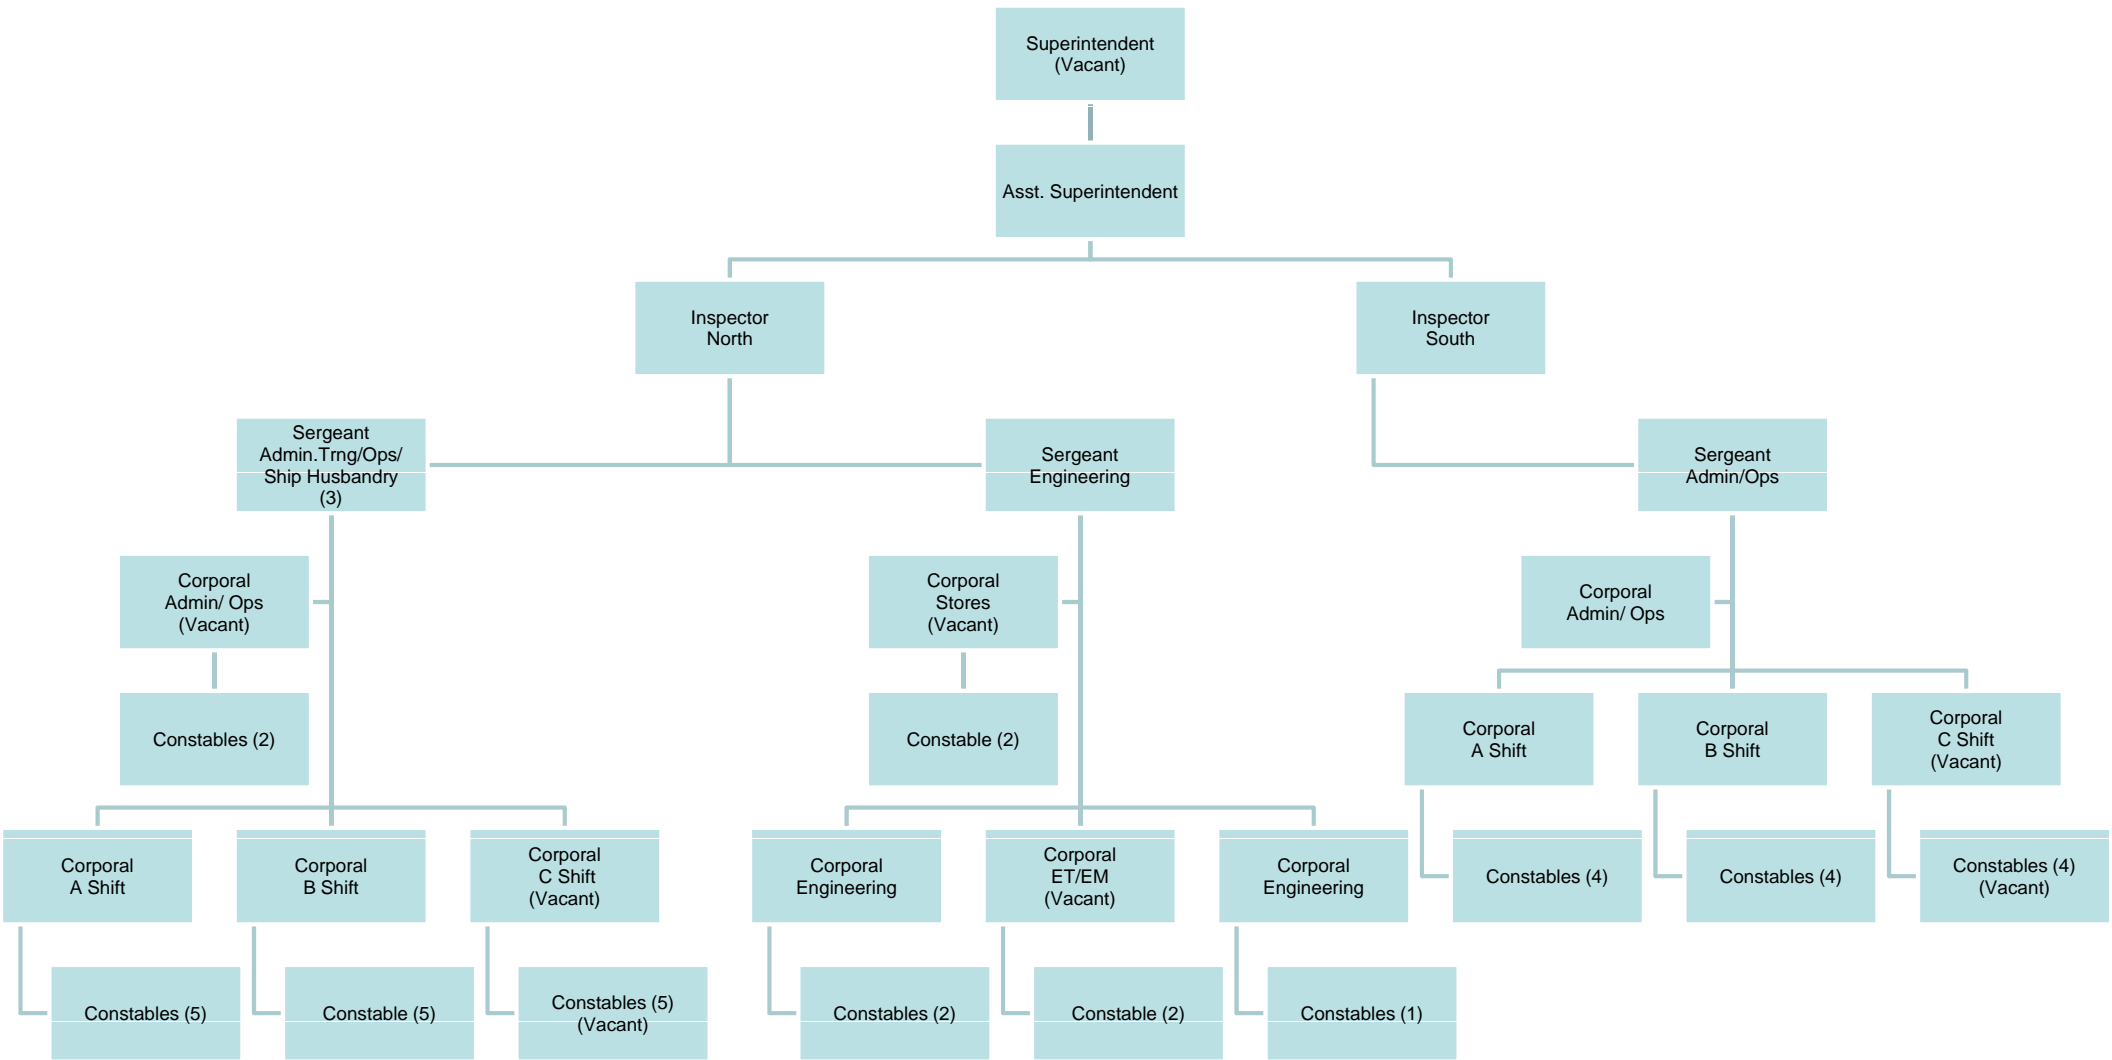 Superintendent
(Vacant)
Asst. Superintendent
Inspector
North
Inspector
South
Sergeant
Admin.Trng/Ops/
Ship Husbandry
(3)
Sergeant
Engineering
Sergeant
Admin/Ops
Corporal
Admin/ Ops
(Vacant)
Corporal
Stores
(Vacant)
Corporal
Admin/ Ops
Constables (2)
Constable (2)
Corporal
A Shift
Corporal
B Shift
Corporal
C Shift
(Vacant)
Corporal
A Shift
Corporal
B Shift
Corporal
C Shift
(Vacant)
Corporal
Engineering
Corporal
ET/EM
(Vacant)
Corporal
Engineering
Constables (4)
Constables (4)
Constables (4)
(Vacant)
Constables (5)
Constable (5)
Constables (5)
(Vacant)
Constables (2)
Constable (2)
Constables (1)